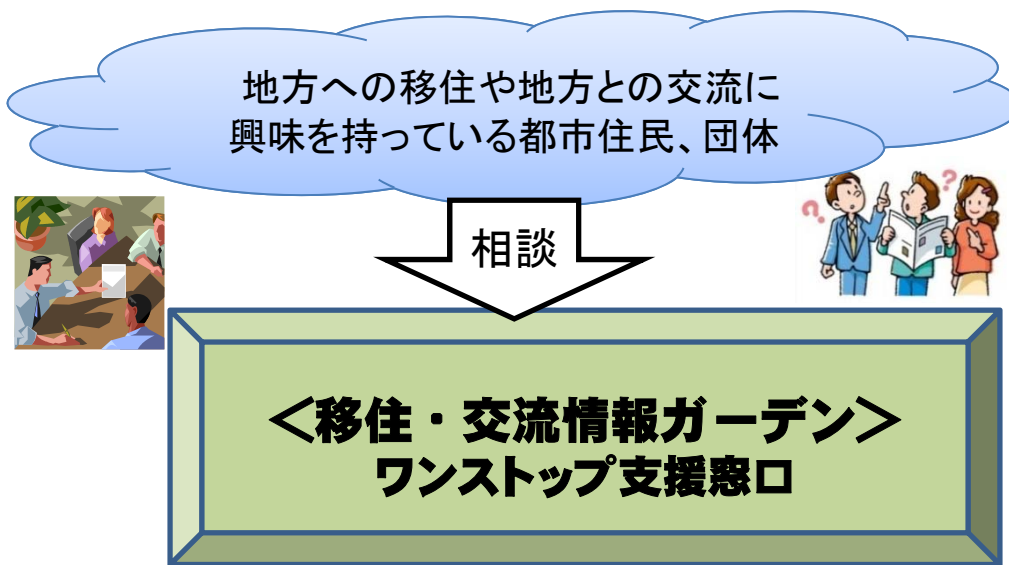 地方への移住や地方との交流に
興味を持っている都市住民、団体
相談
<移住・交流情報ガーデン>
ワンストップ支援窓口